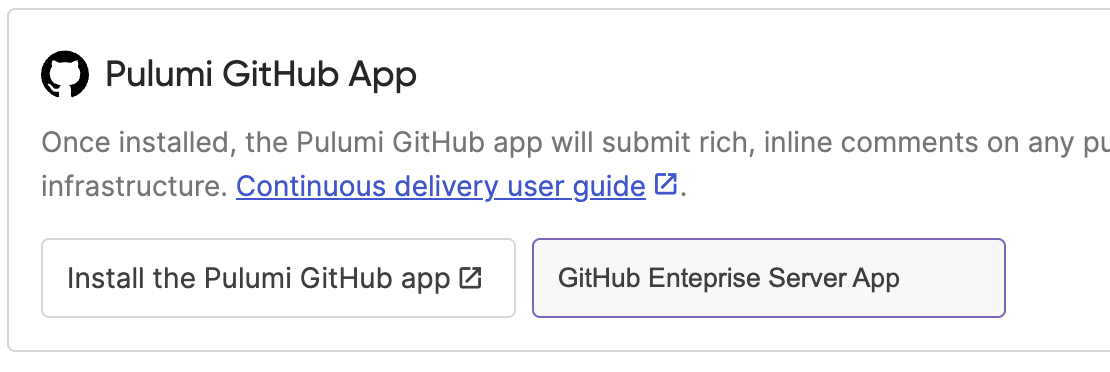 Pulumi GitHub App
Once installed, the Pulumi GitHub app will submit rich, inline comments on any pu
infrastructure. Continuous delivery user guide.
Install the Pulumi GitHub app
GitHub Enteprise Server App